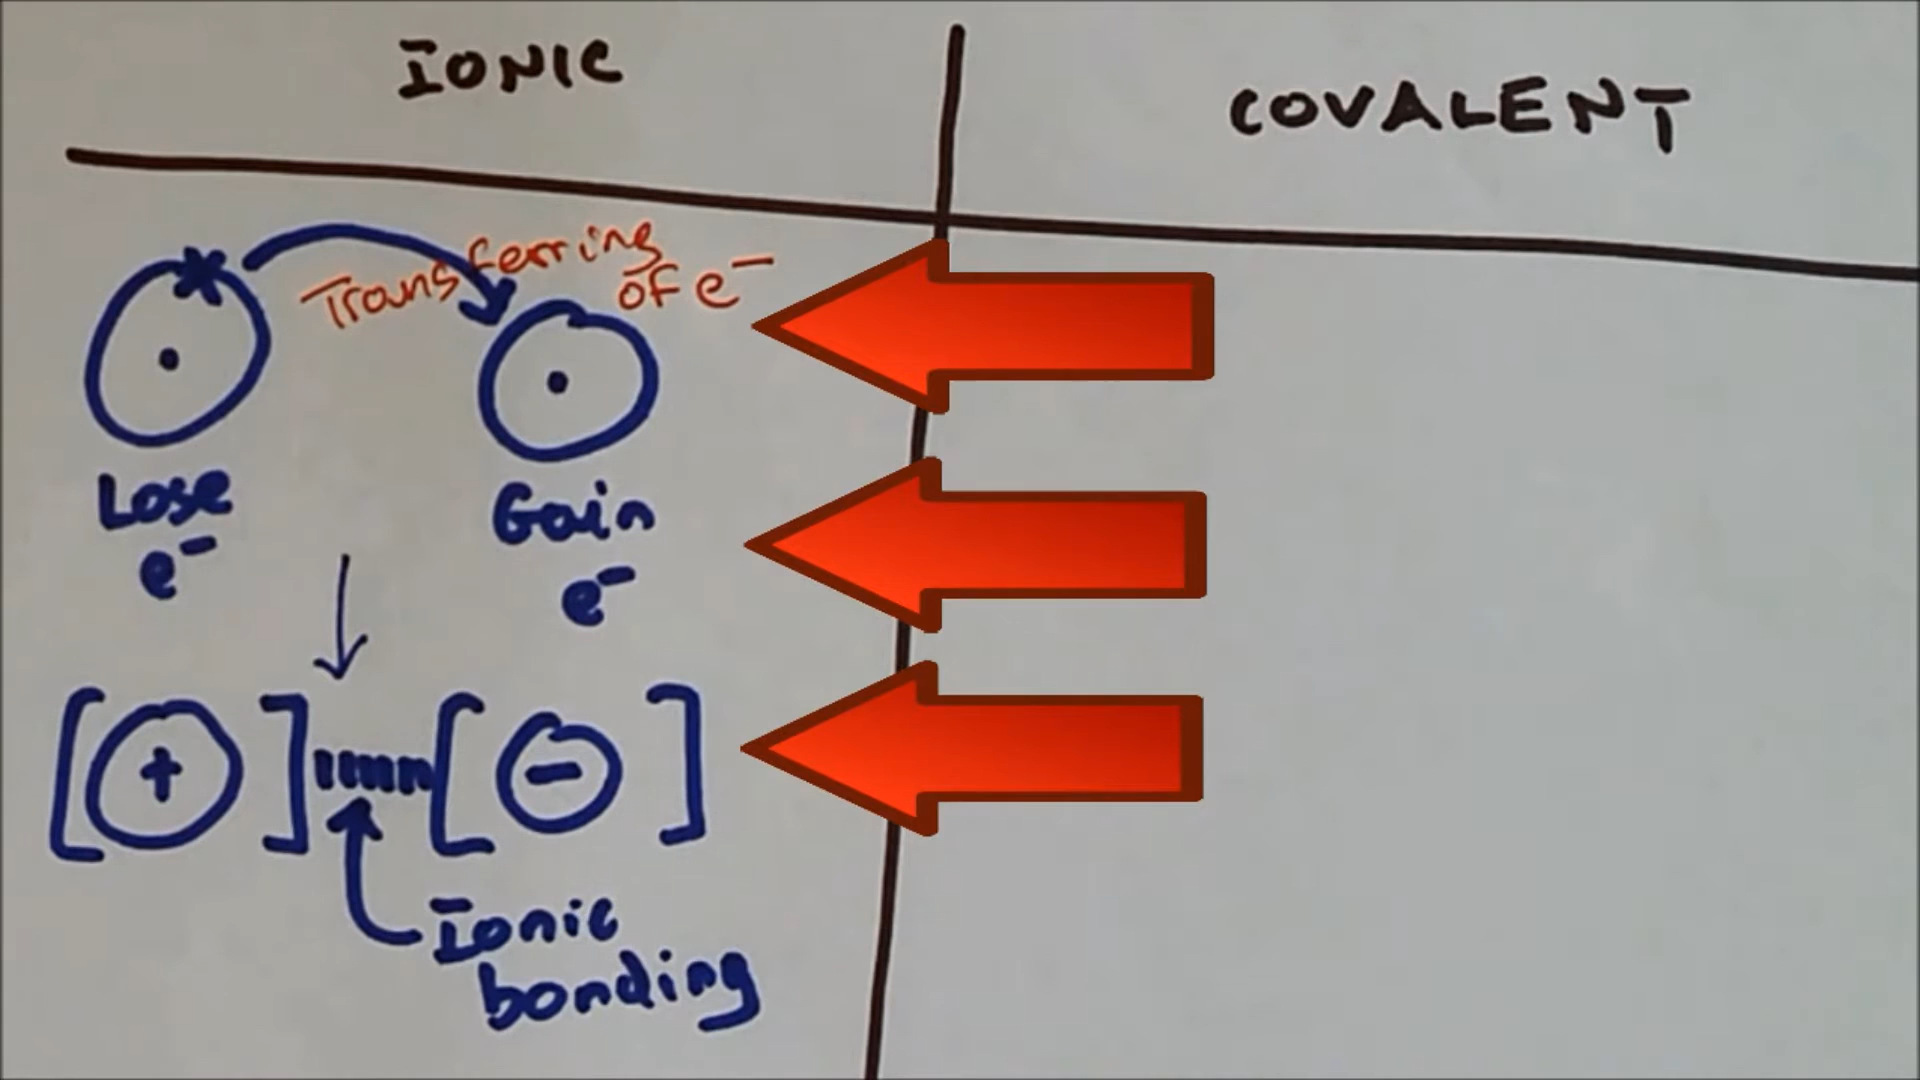 IONIC
COVALENT
Transferring
of e⁻
Lose
e⁻
Gain
e⁻
[+] [-]
Ionic
bonding